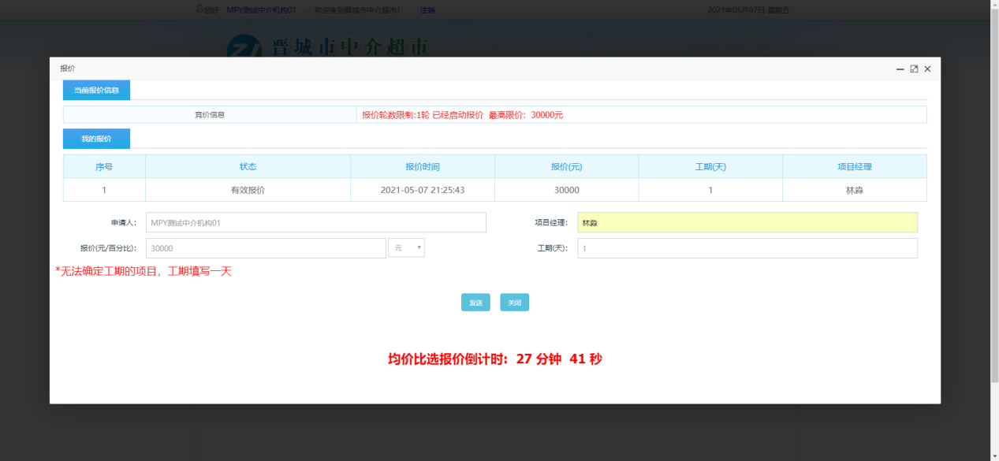 您好 MPY测试中介机构01 ，欢迎来到晋城市中介超市！ 注销 2021年05月07日 星期五
晋城市中介超市
报价
当前报价信息
竞价信息 报价轮数限制:1轮 已经启动报价 最高限价：30000元
我的报价
序号 状态 报价时间 报价(元) 工期(天) 项目经理
1 有效报价 2021-05-07 21:25:43 30000 1 林淼
申请人： MPY测试中介机构01 项目经理： 林淼
报价(元/百分比)： 30000 元 工期(天)： 1
*无法确定工期的项目，工期填写一天
发送 关闭
均价比选报价倒计时：27 分钟 41 秒